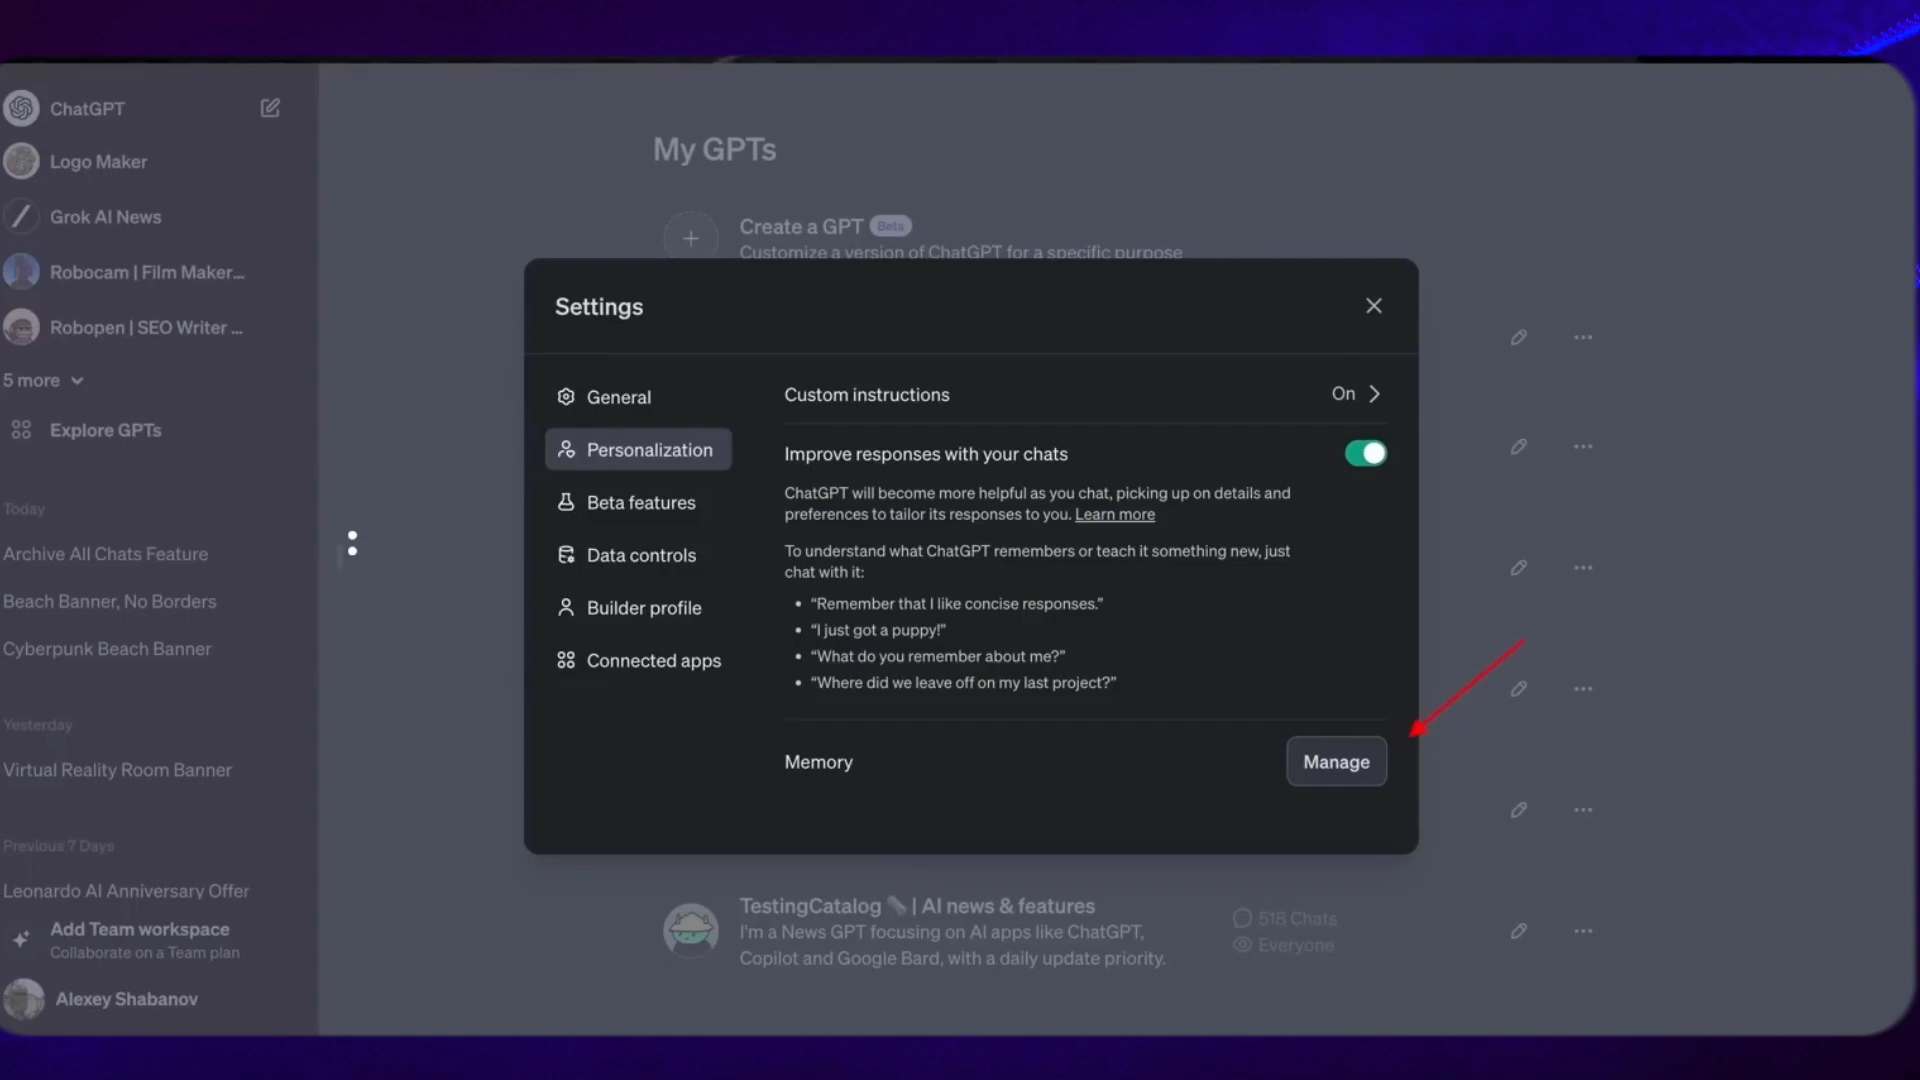 ChatGPT
Logo Maker
Grok AI News
Robocam | Film Maker...
Robopen | SEO Writer ...
5 more
Explore GPTs
Today
Archive All Chats Feature
Beach Banner, No Borders
Cyberpunk Beach Banner
Yesterday
Virtual Reality Room Banner
Previous 7 Days
Leonardo AI Anniversary Offer
Add Team workspace
Collaborate on a Team plan
Alexey Shabanov
My GPTs
Create a GPT Beta
Customize a version of ChatGPT for a specific purpose
Settings
General
Personalization
Beta features
Data controls
Builder profile
Connected apps
Custom instructions On
Improve responses with your chats
ChatGPT will become more helpful as you chat, picking up on details and
preferences to tailor its responses to you. Learn more
To understand what ChatGPT remembers or teach it something new, just
chat with it:
• “Remember that I like concise responses.”
• “I just got a puppy!”
• “What do you remember about me?”
• “Where did we leave off on my last project?”
Memory Manage
TestingCatalog | AI news & features
I'm a News GPT focusing on AI apps like ChatGPT,
Copilot and Google Bard, with a daily update priority.
518 Chats
Everyone